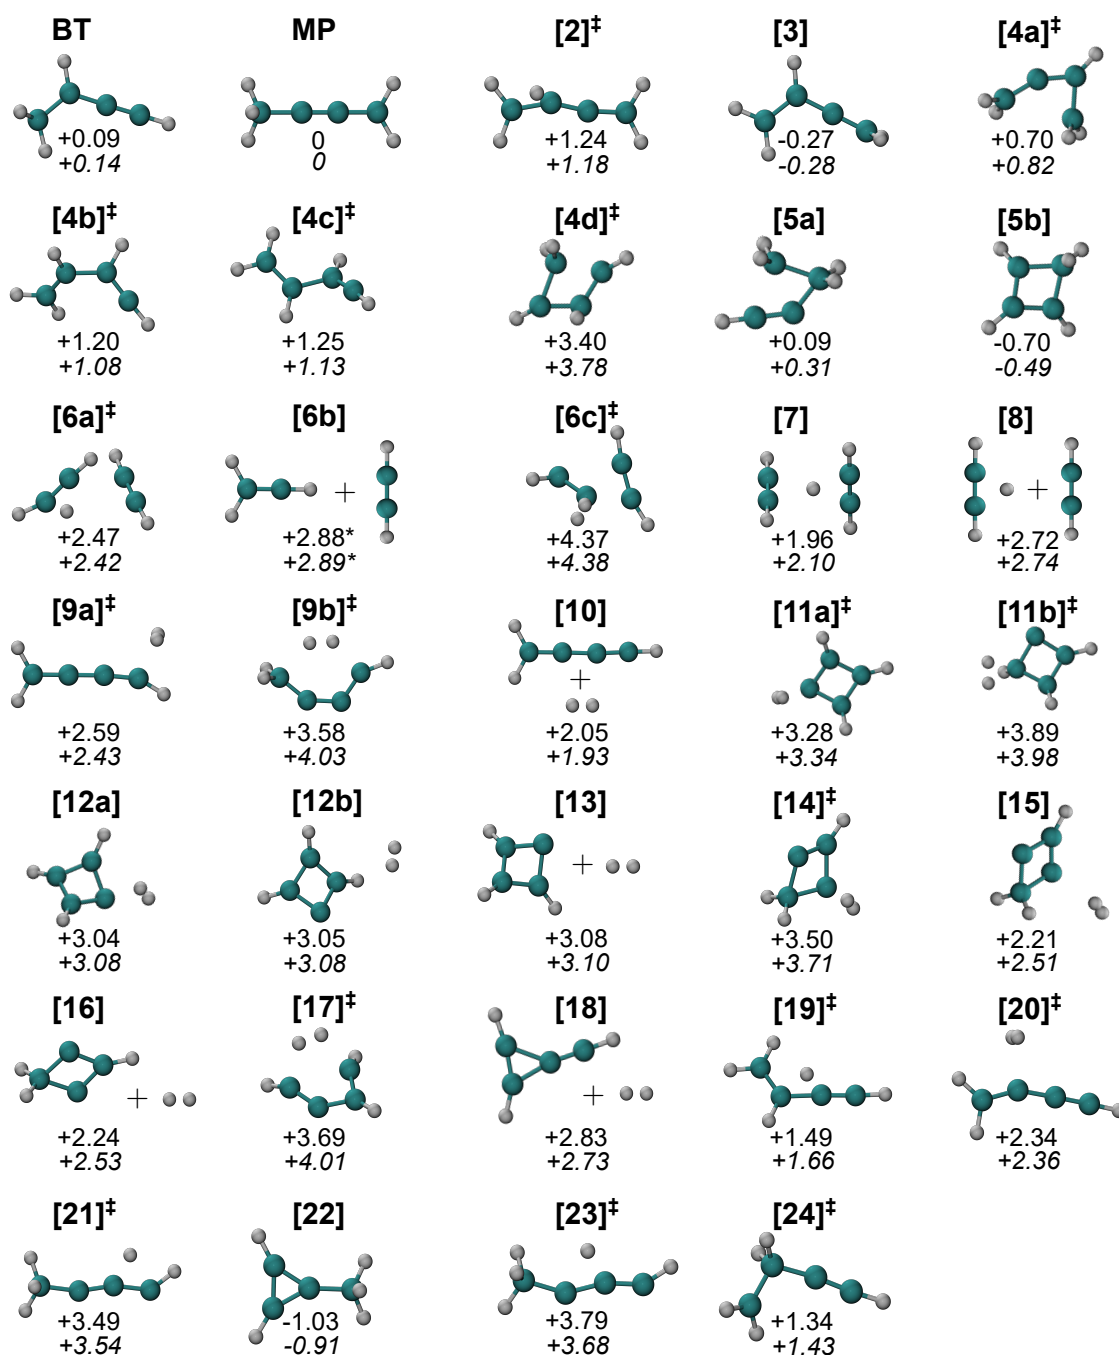 BT MP [2]‡ [3] [4a]‡
+0.09 0 +1.24 -0.27 +0.70
+0.14 0 +1.18 -0.28 +0.82
[4b]‡ [4c]‡ [4d]‡ [5a] [5b]
+1.20 +1.25 +3.40 +0.09 -0.70
+1.08 +1.13 +3.78 +0.31 -0.49
[6a]‡ [6b] [6c]‡ [7] [8]
+ +
+2.47 +2.88* +4.37 +1.96 +2.72
+2.42 +2.89* +4.38 +2.10 +2.74
[9a]‡ [9b]‡ [10] [11a]‡ [11b]‡
+
+2.59 +3.58 +2.05 +3.28 +3.89
+2.43 +4.03 +1.93 +3.34 +3.98
[12a] [12b] [13] [14]‡ [15]
+
+3.04 +3.05 +3.08 +3.50 +2.21
+3.08 +3.08 +3.10 +3.71 +2.51
[16] [17]‡ [18] [19]‡ [20]‡
+ +
+2.24 +3.69 +2.83 +1.49 +2.34
+2.53 +4.01 +2.73 +1.66 +2.36
[21]‡ [22] [23]‡ [24]‡
+3.49 -1.03 +3.79 +1.34
+3.54 -0.91 +3.68 +1.43